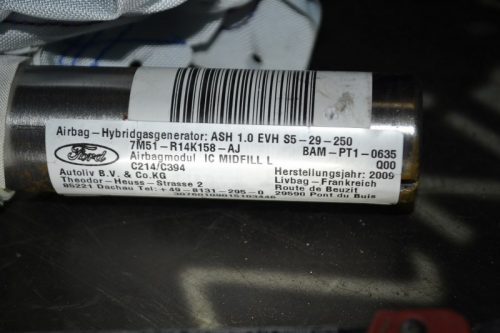 Airbag-Hybridgasgenerator: ASH 1.0 EVH S5-29-250
Ford 7M51-R14K158-AJ BAM-PT1-0635
Airbagmodul IC MIDFILL L Q00
C214/C394 Herstellungsjahr: 2009
Autoliv B.V. & Co.KG Livbag-Frankreich
Theodor-Heuss-Strasse 2 Route de Beuzit
85221 Dachau Tel:+49-8131-295-0 29590 Pont du Buis